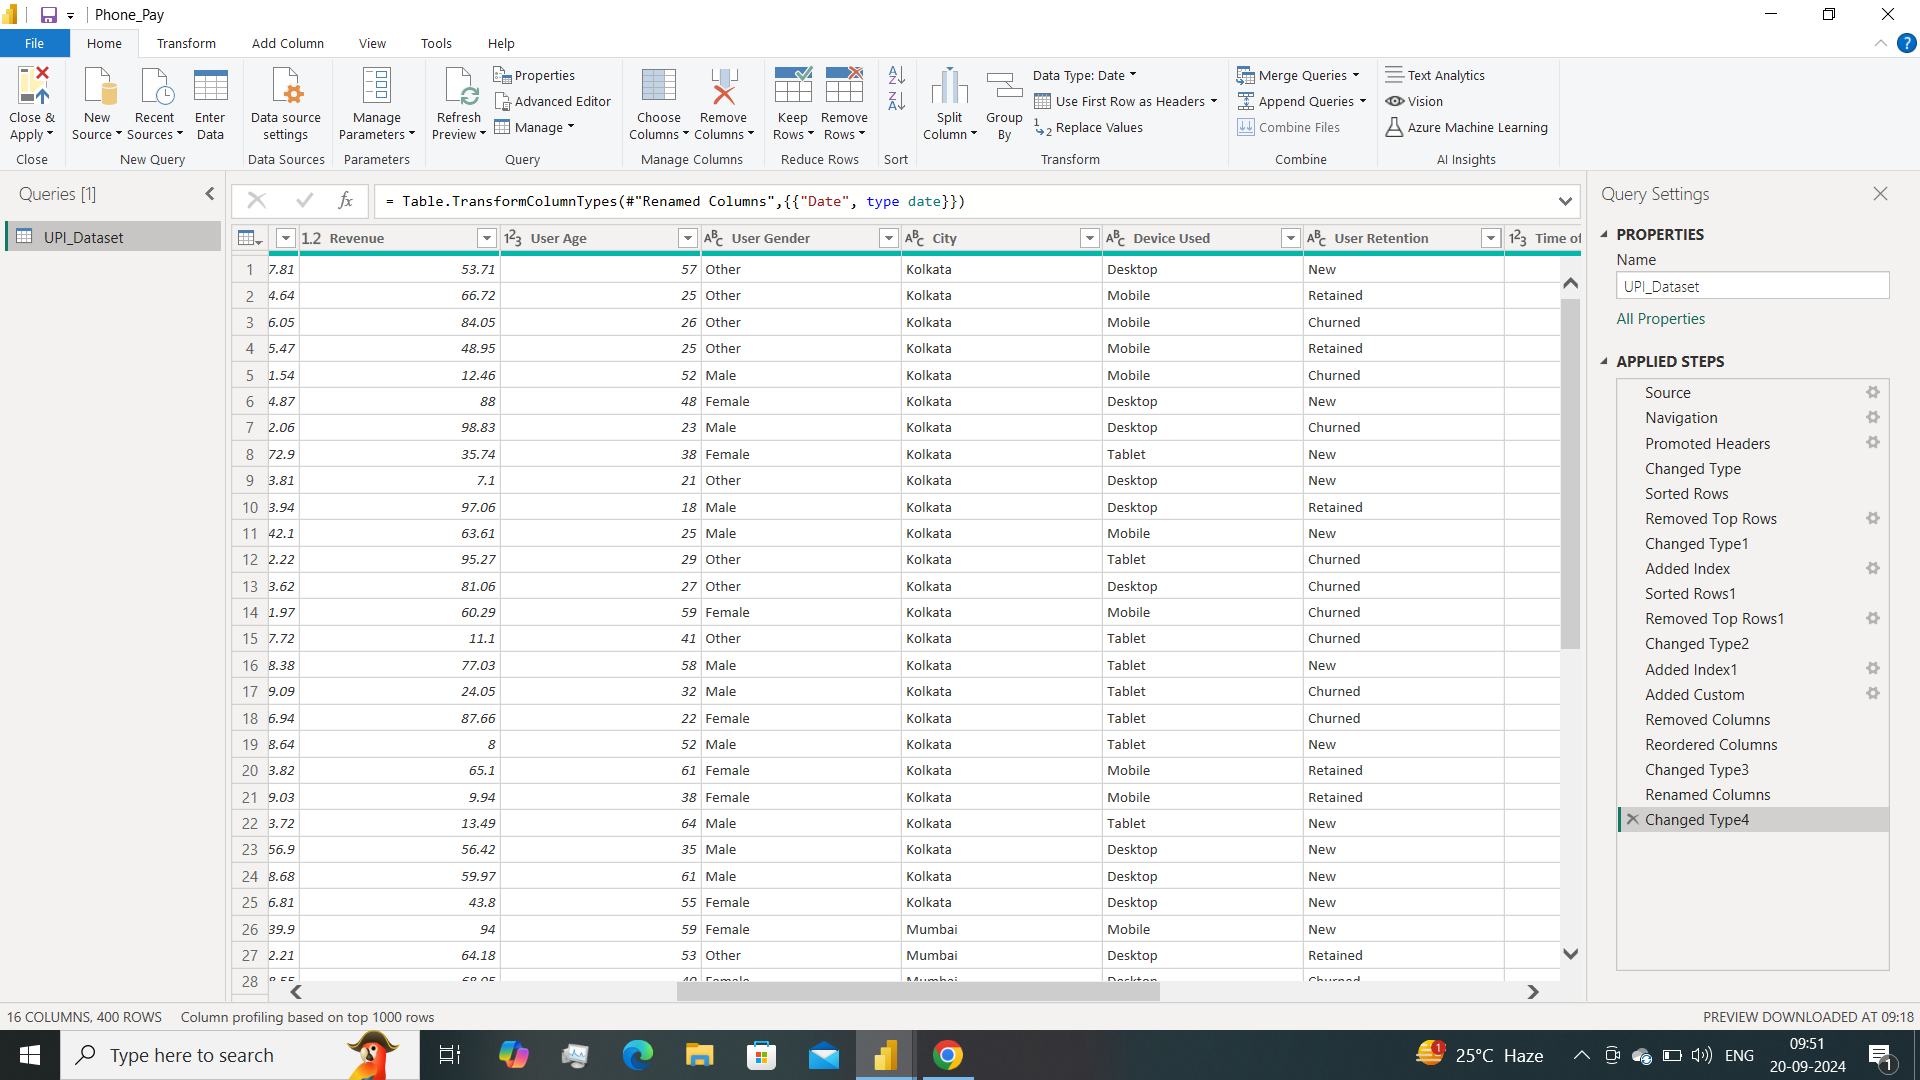 Phone_Pay
File Home Transform Add Column View Tools Help
Close & Apply
Close
New Source
Recent Sources
Enter Data
New Query
Data source settings
Data Sources
Manage Parameters
Parameters
Refresh Preview
Properties
Advanced Editor
Manage
Query
Choose Columns
Remove Columns
Manage Columns
Keep Rows
Remove Rows
Reduce Rows
Sort
Split Column
Group By
Data Type: Date
Use First Row as Headers
Replace Values
Transform
Merge Queries
Append Queries
Combine Files
Combine
Text Analytics
Vision
Azure Machine Learning
AI Insights
Queries [1]
UPI_Dataset
fx = Table.TransformColumnTypes(#"Renamed Columns",{{"Date", type date}})
1.2 Revenue 123 User Age ABC User Gender ABC City ABC Device Used ABC User Retention 123 Time of
1 7.81 53.71 57 Other Kolkata Desktop New
2 4.64 66.72 25 Other Kolkata Mobile Retained
3 6.05 84.05 26 Other Kolkata Mobile Churned
4 5.47 48.95 25 Other Kolkata Mobile Retained
5 1.54 12.46 52 Male Kolkata Mobile Churned
6 4.87 88 48 Female Kolkata Desktop New
7 2.06 98.83 23 Male Kolkata Desktop Churned
8 72.9 35.74 38 Female Kolkata Tablet New
9 3.81 7.1 21 Other Kolkata Desktop New
10 3.94 97.06 18 Male Kolkata Desktop Retained
11 42.1 63.61 25 Male Kolkata Mobile New
12 2.22 95.27 29 Other Kolkata Tablet Churned
13 3.62 81.06 27 Other Kolkata Desktop Churned
14 1.97 60.29 59 Female Kolkata Mobile Churned
15 7.72 11.1 41 Other Kolkata Tablet Churned
16 8.38 77.03 58 Male Kolkata Tablet New
17 9.09 24.05 32 Male Kolkata Tablet Churned
18 6.94 87.66 22 Female Kolkata Tablet Churned
19 8.64 8 52 Male Kolkata Tablet New
20 3.82 65.1 61 Female Kolkata Mobile Retained
21 9.03 9.94 38 Female Kolkata Mobile Retained
22 3.72 13.49 64 Male Kolkata Tablet New
23 56.9 56.42 35 Male Kolkata Desktop New
24 8.68 59.97 61 Male Kolkata Desktop New
25 6.81 43.8 55 Female Kolkata Desktop New
26 39.9 94 59 Female Mumbai Mobile New
27 2.21 64.18 53 Other Mumbai Desktop Retained
28 8.55 68.05 40 Female Mumbai Desktop Churned
Query Settings
PROPERTIES
Name
UPI_Dataset
All Properties
APPLIED STEPS
Source
Navigation
Promoted Headers
Changed Type
Sorted Rows
Removed Top Rows
Changed Type1
Added Index
Sorted Rows1
Removed Top Rows1
Changed Type2
Added Index1
Added Custom
Removed Columns
Reordered Columns
Changed Type3
Renamed Columns
Changed Type4
16 COLUMNS, 400 ROWS Column profiling based on top 1000 rows
PREVIEW DOWNLOADED AT 09:18
Type here to search
1
25°C Haze
ENG
09:51
20-09-2024
1